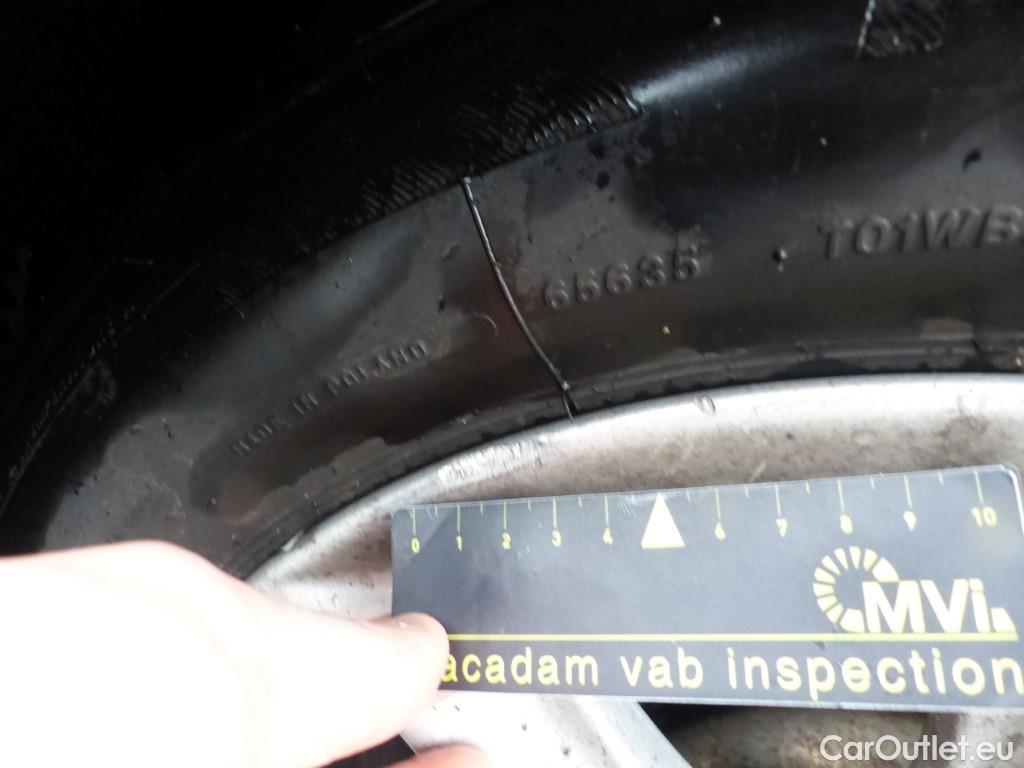 65635
T01WB
MADE IN POLAND
0 1 2 3 4 6 7 8 9 10
MVi
acadam vab inspection
CarOutlet.eu